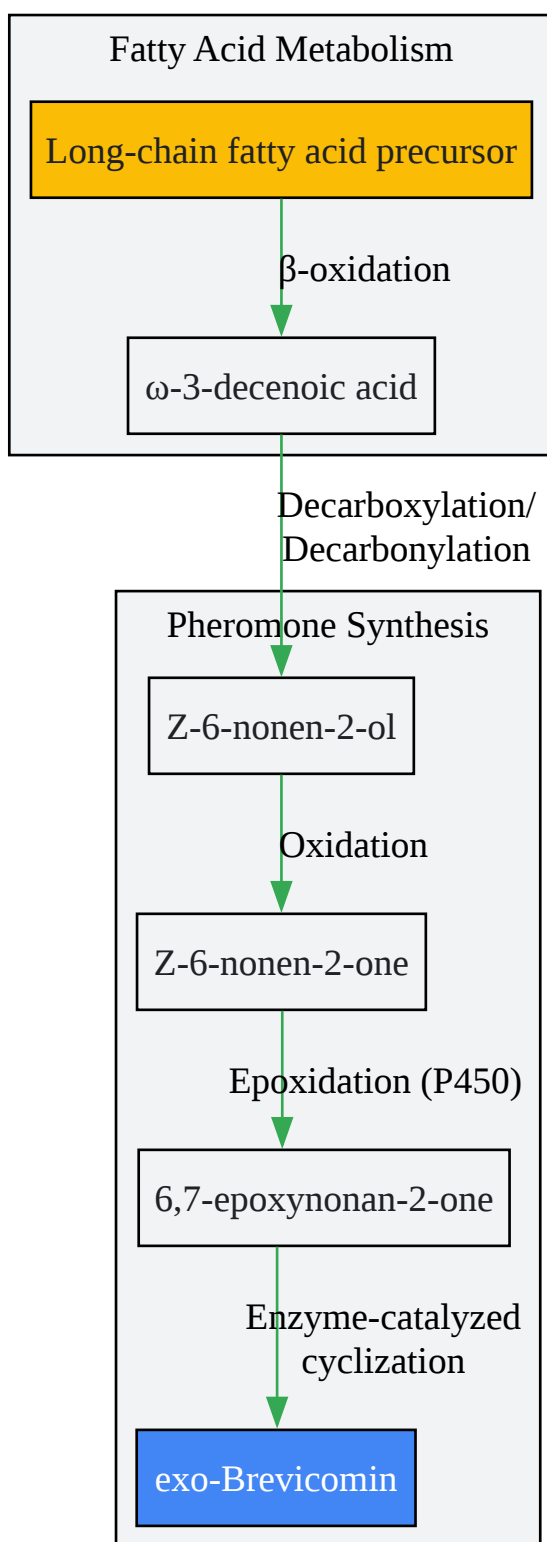 Fatty Acid Metabolism
Long-chain fatty acid precursor
β-oxidation
ω-3-decenoic acid
Decarboxylation/
Decarbonylation
Pheromone Synthesis
Z-6-nonen-2-ol
Oxidation
Z-6-nonen-2-one
Epoxidation (P450)
6,7-epoxynonan-2-one
Enzyme-catalyzed
cyclization
exo-Brevicomin